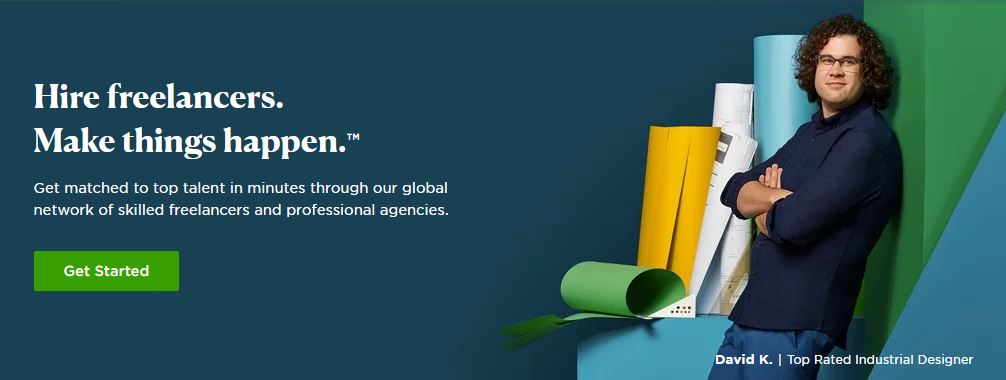 Hire freelancers.
Make things happen.™
Get matched to top talent in minutes through our global
network of skilled freelancers and professional agencies.
Get Started
David K. | Top Rated Industrial Designer